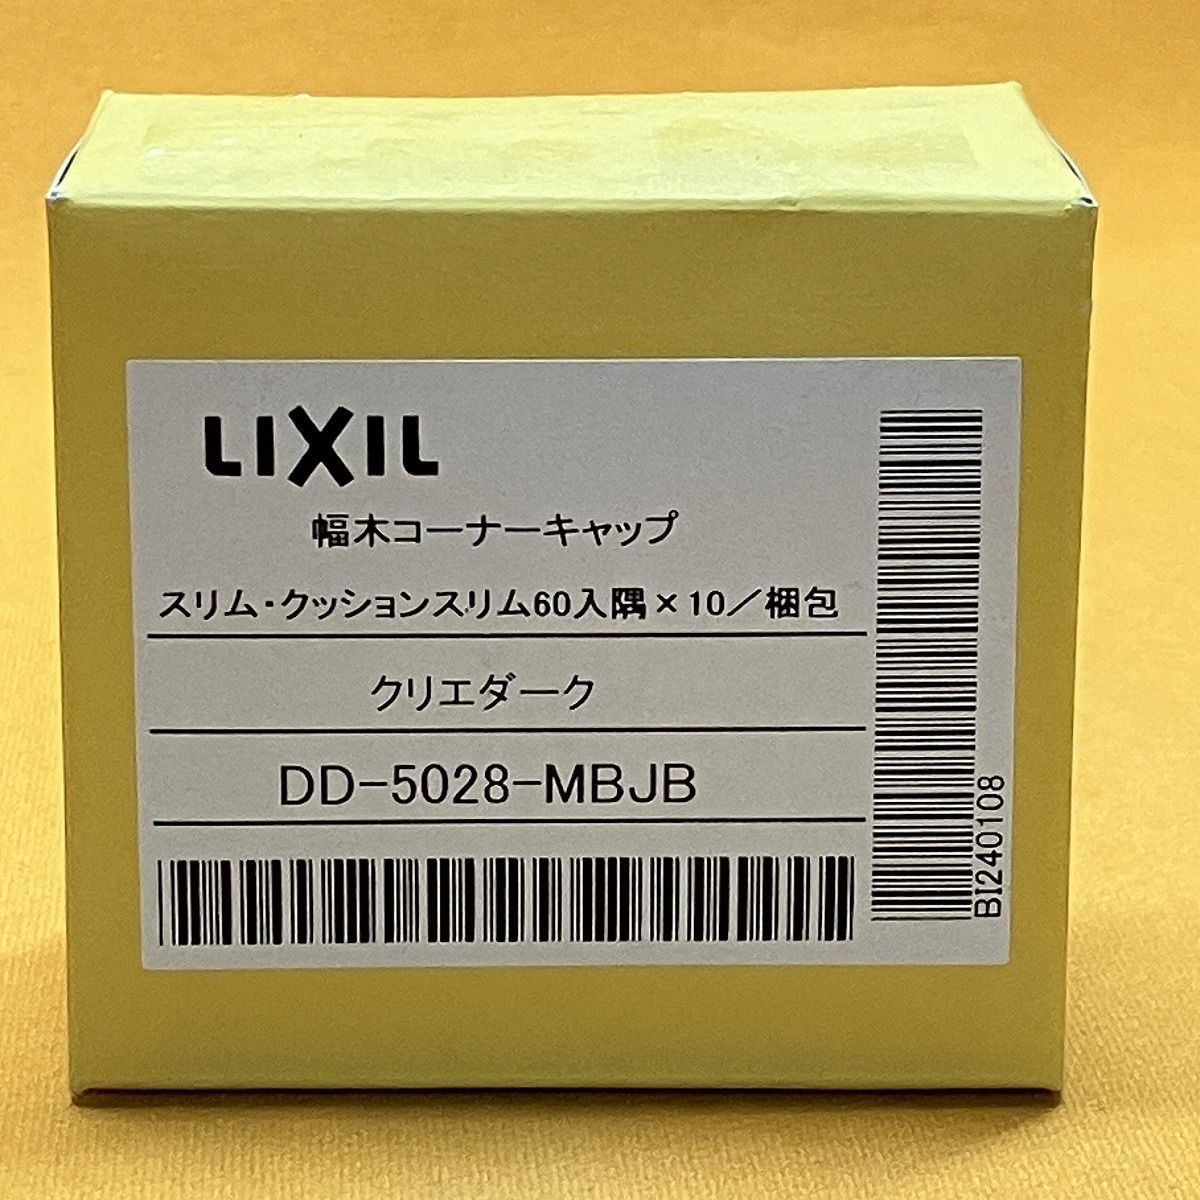 LIXIL
幅木コーナーキャップ
スリム・クッションスリム60入隅×10／梱包
クリエダーク
DD-5028-MBJB
BI240108